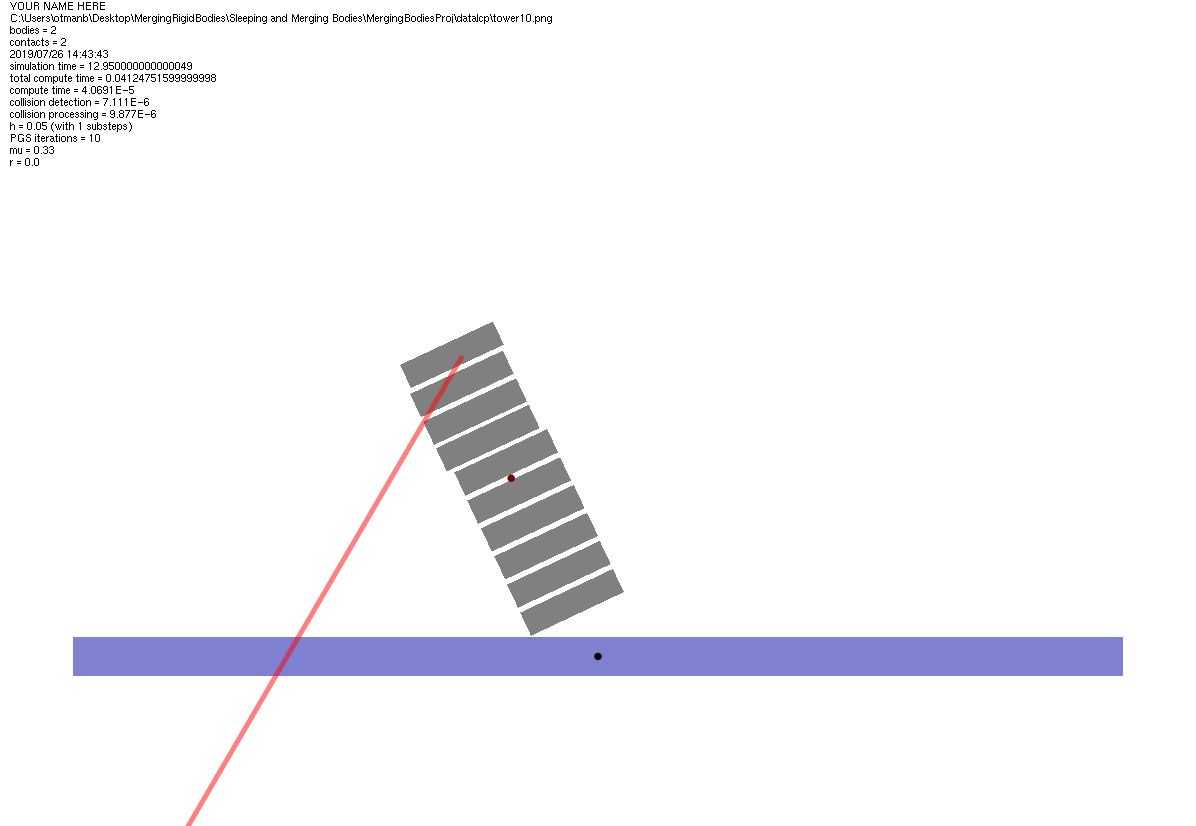 YOUR NAME HERE
C:\Users\otmanb\Desktop\MergingRigidBodies\Sleeping and Merging Bodies\MergingBodiesProj\datalcp\tower10.png
bodies = 2
contacts = 2
2019/07/26 14:43:43
simulation time = 12.950000000000049
total compute time = 0.04124751599999998
compute time = 4.0691E-5
collision detection = 7.111E-6
collision processing = 9.877E-6
h = 0.05 (with 1 substeps)
PGS iterations = 10
mu = 0.33
r = 0.0